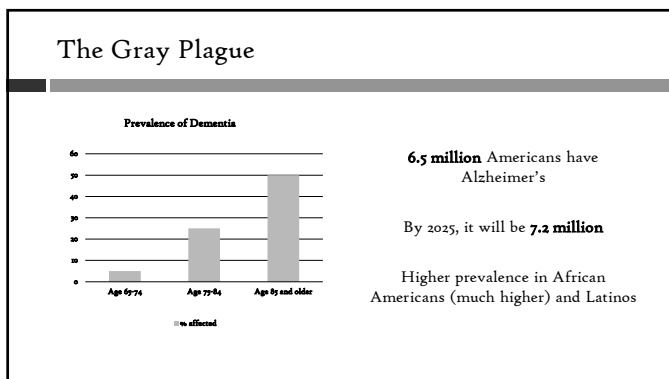 The Gray Plague
Prevalence of Dementia
60
50
40
30
20
10
0
Age 65-74
Age 75-84
Age 85 and older
% affected
6.5 million Americans have
Alzheimer's
By 2025, it will be 7.2 million
Higher prevalence in African
Americans (much higher) and Latinos